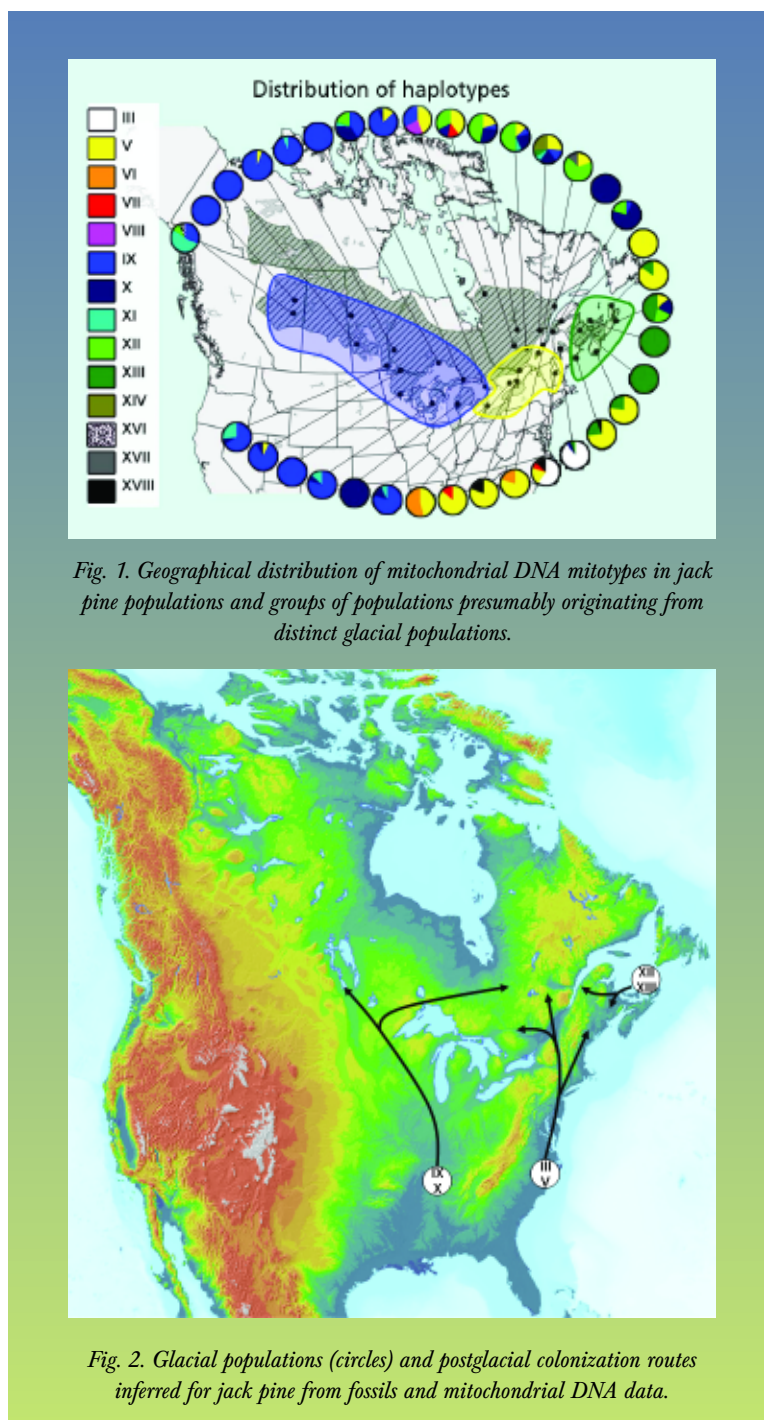 Distribution of haplotypes
III
V
VI
VII
VIII
IX
X
XI
XII
XIII
XIV
XVI
XVII
XVIII
Fig. 1. Geographical distribution of mitochondrial DNA mitotypes in jack
pine populations and groups of populations presumably originating from
distinct glacial populations.
XII
XIII
IX
X
III
V
Fig. 2. Glacial populations (circles) and postglacial colonization routes
inferred for jack pine from fossils and mitochondrial DNA data.